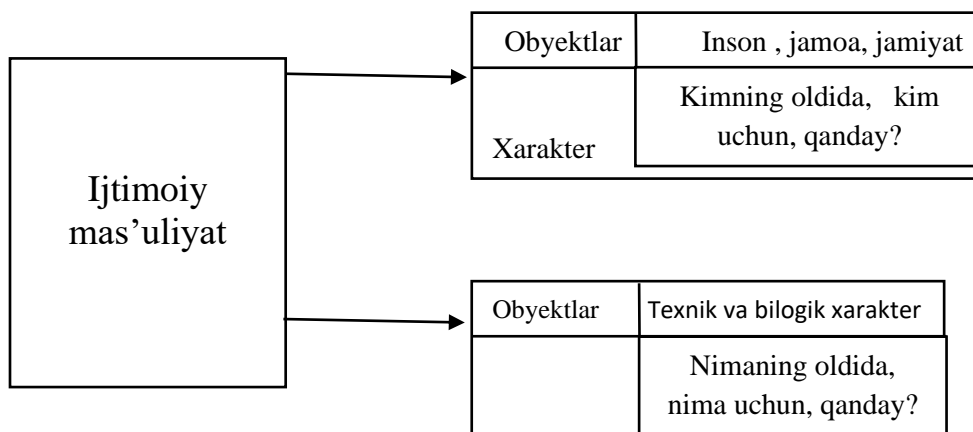 Obyektlar Inson , jamoa, jamiyat
Kimning oldida, kim
uchun, qanday?
Xarakter
Ijtimoiy
mas’uliyat
Obyektlar Texnik va bilogik xarakter
Nimaning oldida,
nima uchun, qanday?